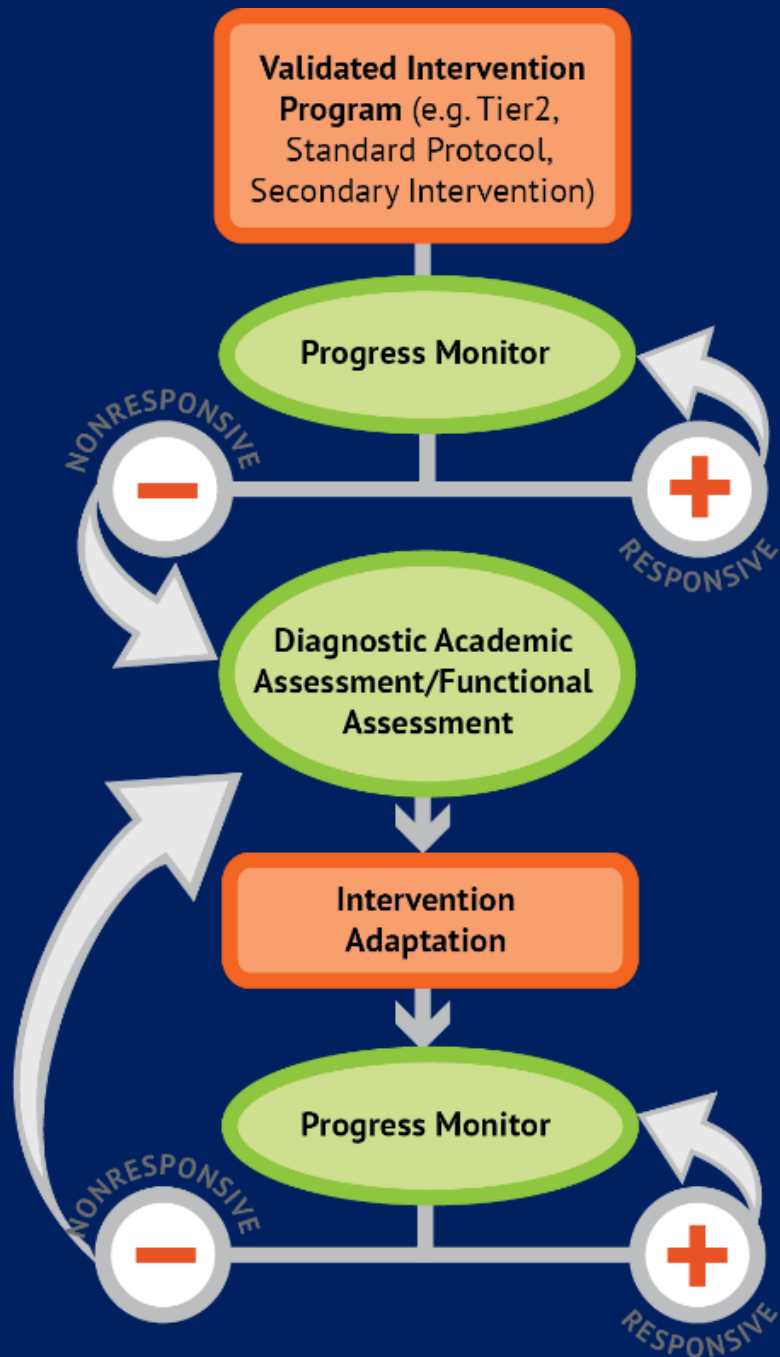 Validated Intervention
Program (e.g. Tier2,
Standard Protocol,
Secondary Intervention)
Progress Monitor
NONRESPONSIVE
RESPONSIVE
Diagnostic Academic
Assessment/Functional
Assessment
Intervention
Adaptation
Progress Monitor
NONRESPONSIVE
RESPONSIVE